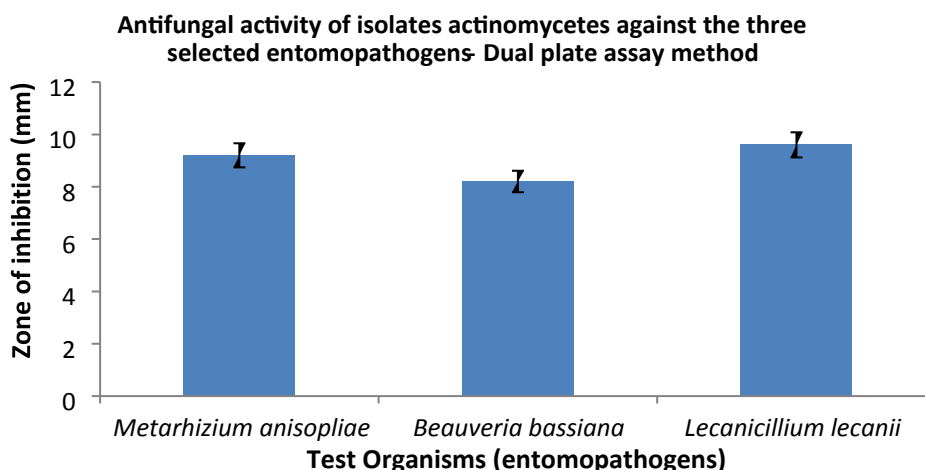 Antifungal activity of isolates actinomycetes against the three
selected entomopathogens- Dual plate assay method
Zone of inhibition (mm)
12
10
8
6
4
2
0
Metarhizium anisopliae
Beauveria bassiana
Lecanicillium lecanii
Test Organisms (entomopathogens)